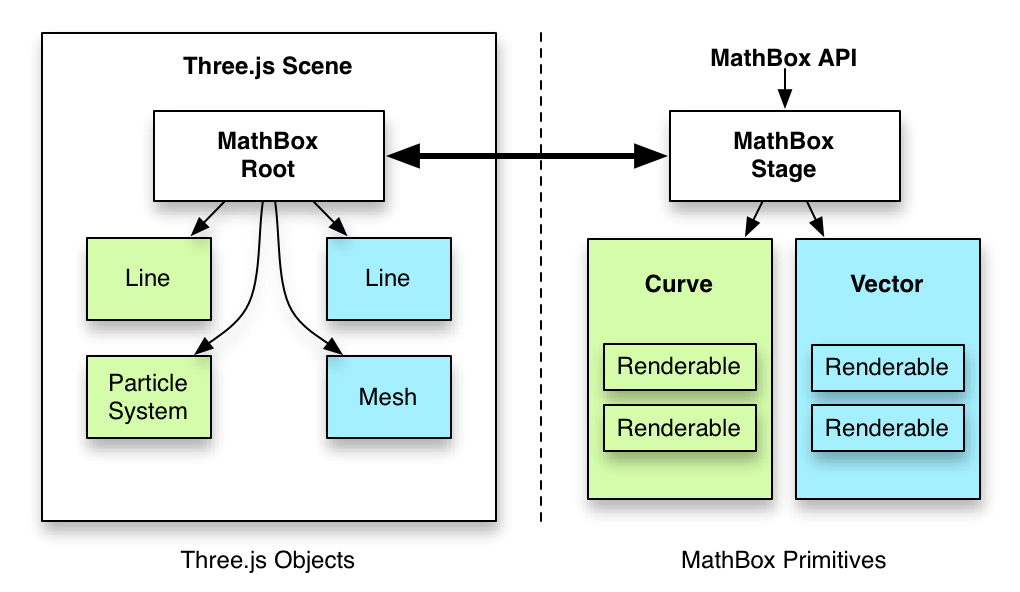 Three.js Scene
MathBox
Root
Line
Line
Particle
System
Mesh
Three.js Objects
MathBox API
MathBox
Stage
Curve
Renderable
Renderable
Vector
Renderable
Renderable
MathBox Primitives